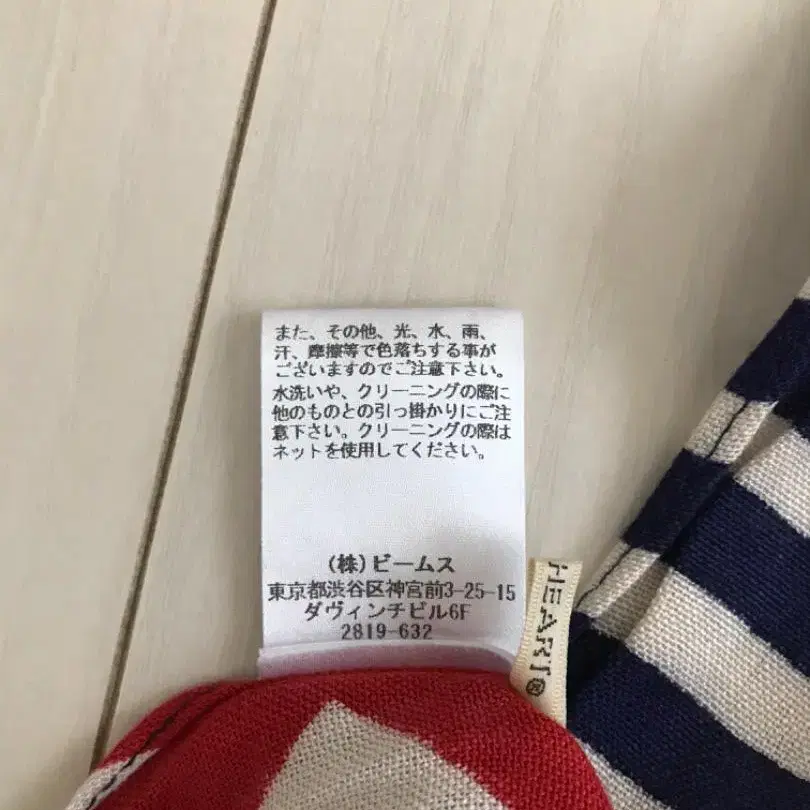 また、その他、光、水、雨、
汗、摩擦等で色落ちする事が
ございますのでご注意下さい。
水洗いや、クリーニングの際に
他のものとの引っ掛かりにご注
意下さい。クリーニングの際は
ネットを使用してください。
(株)ビームス
東京都渋谷区神宮前3-25-15
ダヴィンチビル6F
2819-632
HEART®